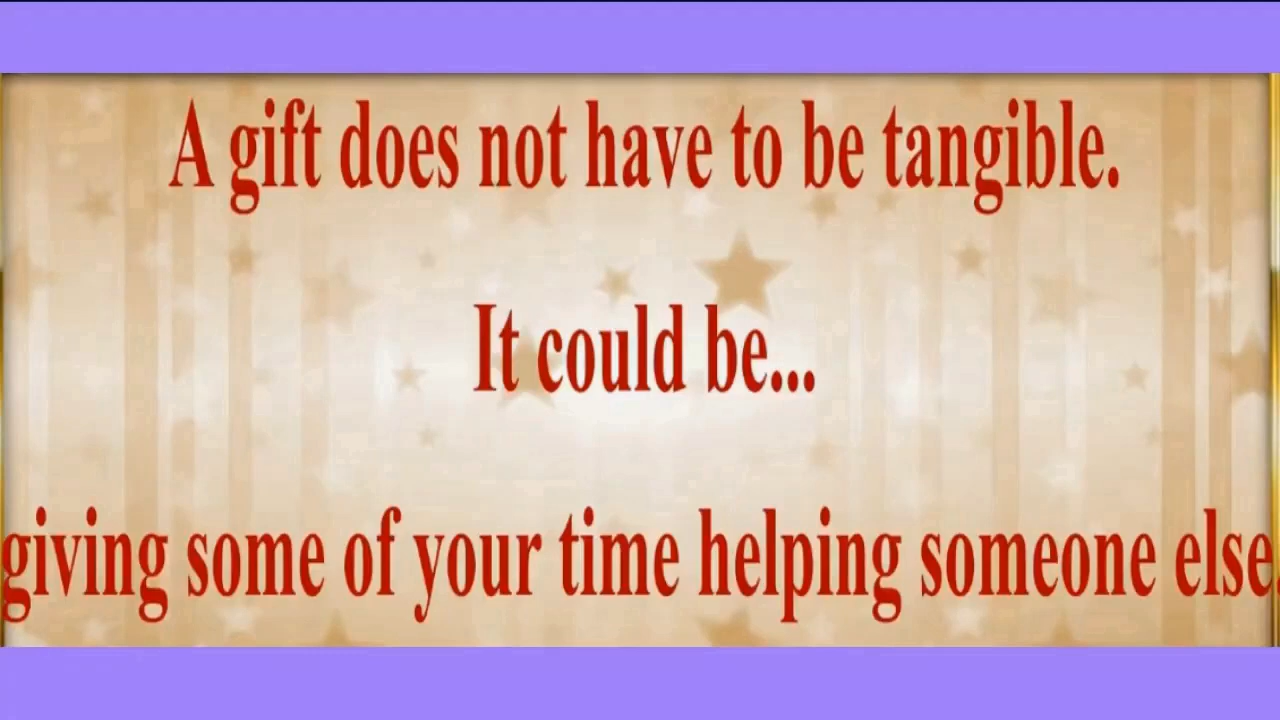 A gift does not have to be tangible.
It could be...
giving some of your time helping someone else.